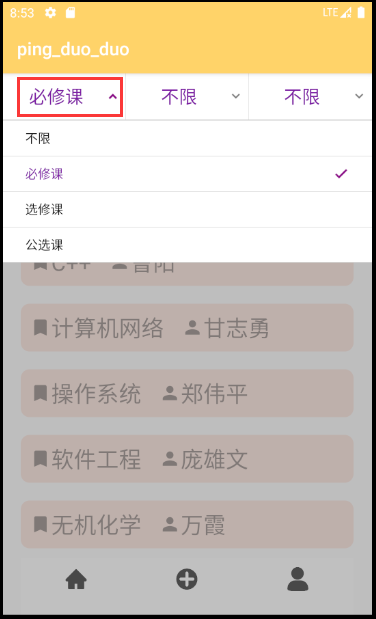 8:53 LTE
ping_duo_duo
必修课 不限 不限
不限
必修课
选修课
公选课
C++ 曹阳
计算机网络 甘志勇
操作系统 郑伟平
软件工程 庞雄文
无机化学 万霞